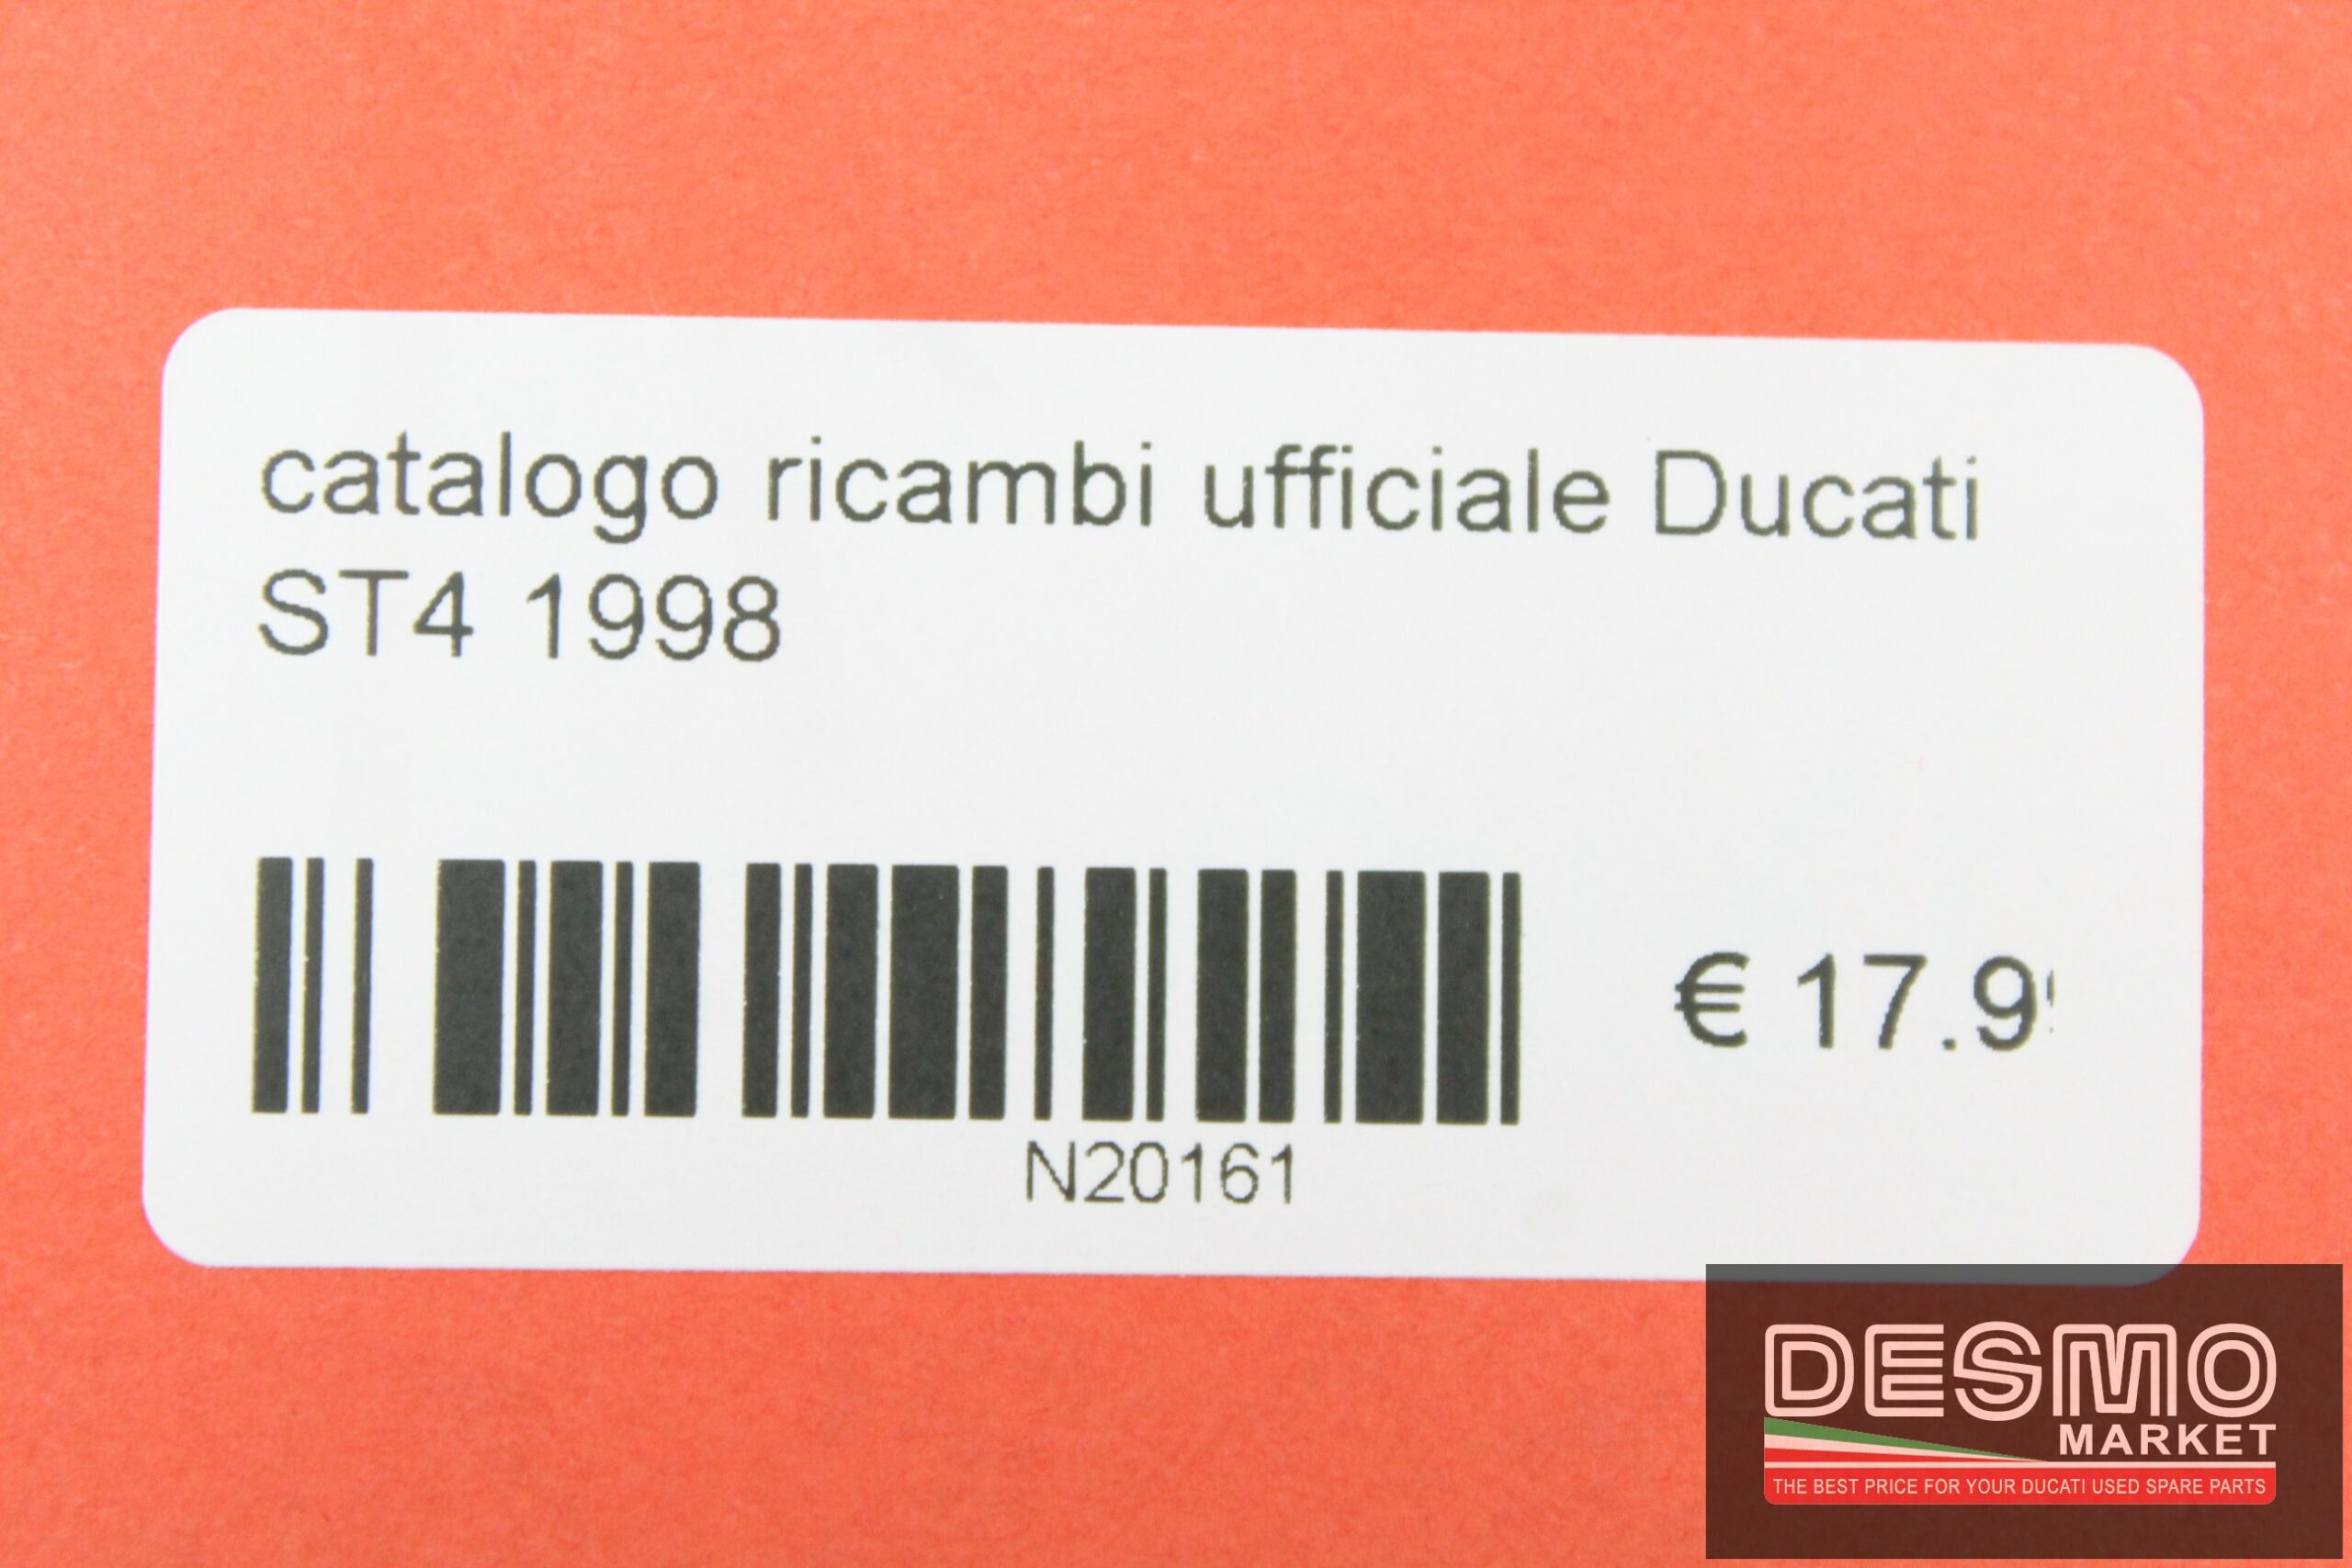 catalogo ricambi ufficiale Ducati
ST4 1998
€ 17.9
N20161
DESMO
MARKET
THE BEST PRICE FOR YOUR DUCATI USED SPARE PARTS